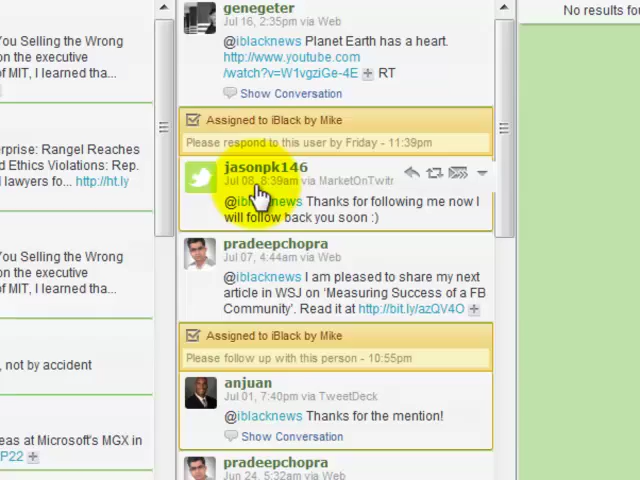 You Selling the Wrong
on the executive
of MIT, I learned tha...
erprise: Rangel Reaches
d Ethics Violations: Rep.
l lawyers fo... http://ht.ly
You Selling the Wrong
on the executive
of MIT, I learned tha...
, not by accident
eas at Microsoft's MGX in
P22
genegeter
Jul 16, 2:35pm via Web
@iblacknews Planet Earth has a heart.
http://www.youtube.com
/watch?v=W1vgziGe-4E RT
Show Conversation
Assigned to iBlack by Mike
Please respond to this user by Friday - 11:39pm
jasonpk146
Jul 08, 8:39am via MarketOnTwitr
@iblacknews Thanks for following me now I
will follow back you soon :)
pradeepchopra
Jul 07, 4:44am via Web
@iblacknews I am pleased to share my next
article in WSJ on 'Measuring Success of a FB
Community'. Read it at http://bit.ly/azQV4O
Assigned to iBlack by Mike
Please follow up with this person - 10:55pm
anjuan
Jul 01, 7:40pm via TweetDeck
@iblacknews Thanks for the mention!
Show Conversation
pradeepchopra
Jun 24, 5:32am via Web
No results fou